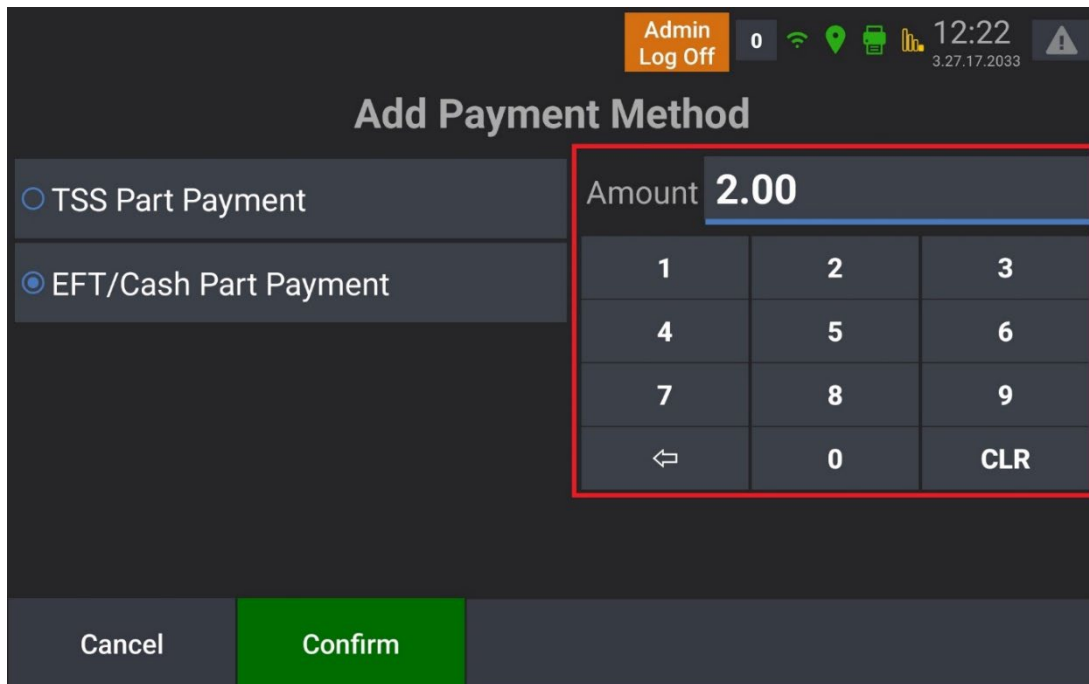 Admin
Log Off
0
12:22
3.27.17.2033
Add Payment Method
TSS Part Payment
EFT/Cash Part Payment
Amount 2.00
1 2 3
4 5 6
7 8 9
0 CLR
Cancel Confirm